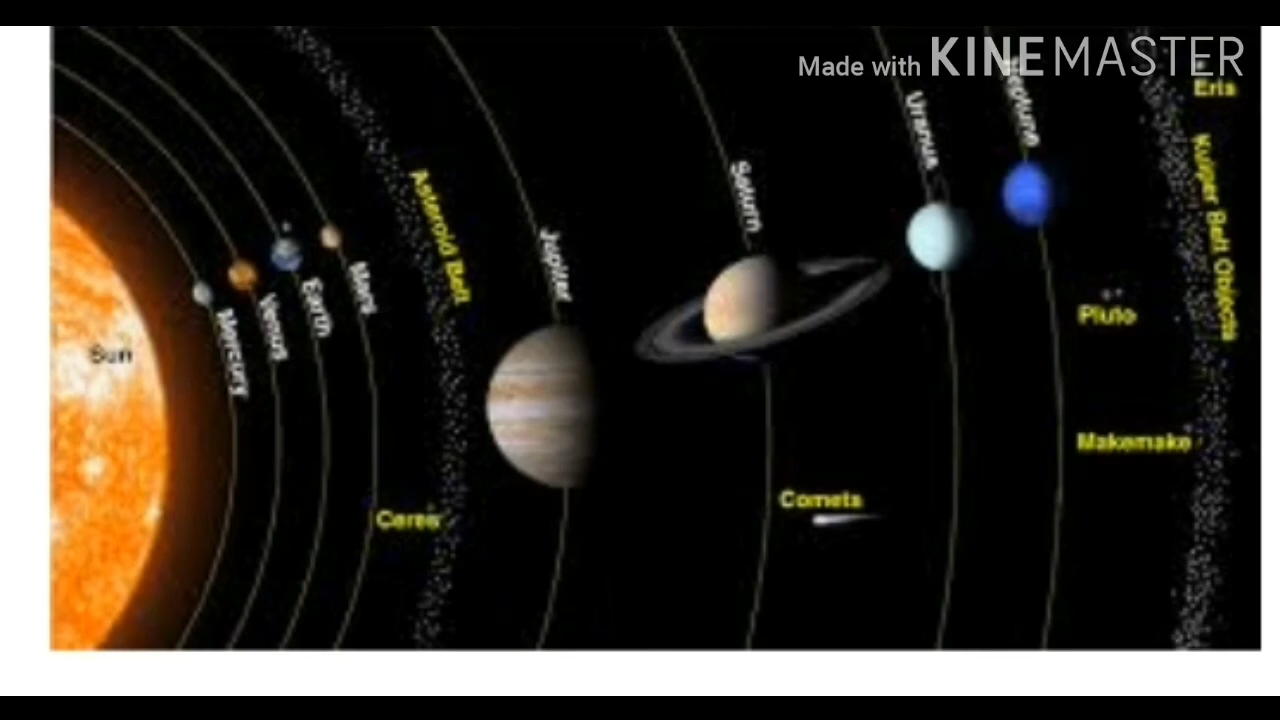 Made with KINEMASTER
Sun
Mercury
Venus
Earth
Mars
Asteroid Belt
Ceres
Jupiter
Saturn
Cometa
Uranus
Neptune
Pluto
Makemake
Eris
Kuiper Belt Objects